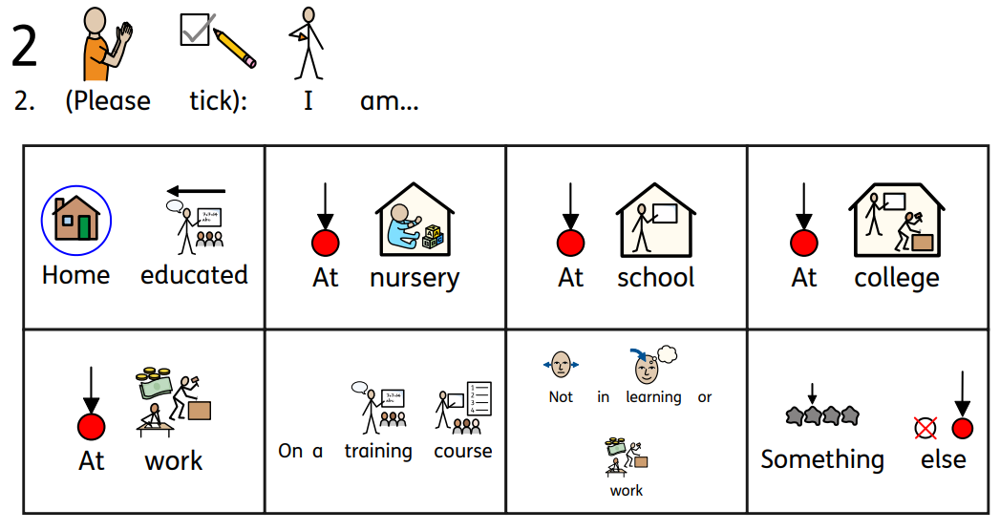 2
2. (Please tick): I am...
Home educated
At nursery
At school
At college
At work
On a training course
Not in learning or
work
Something else